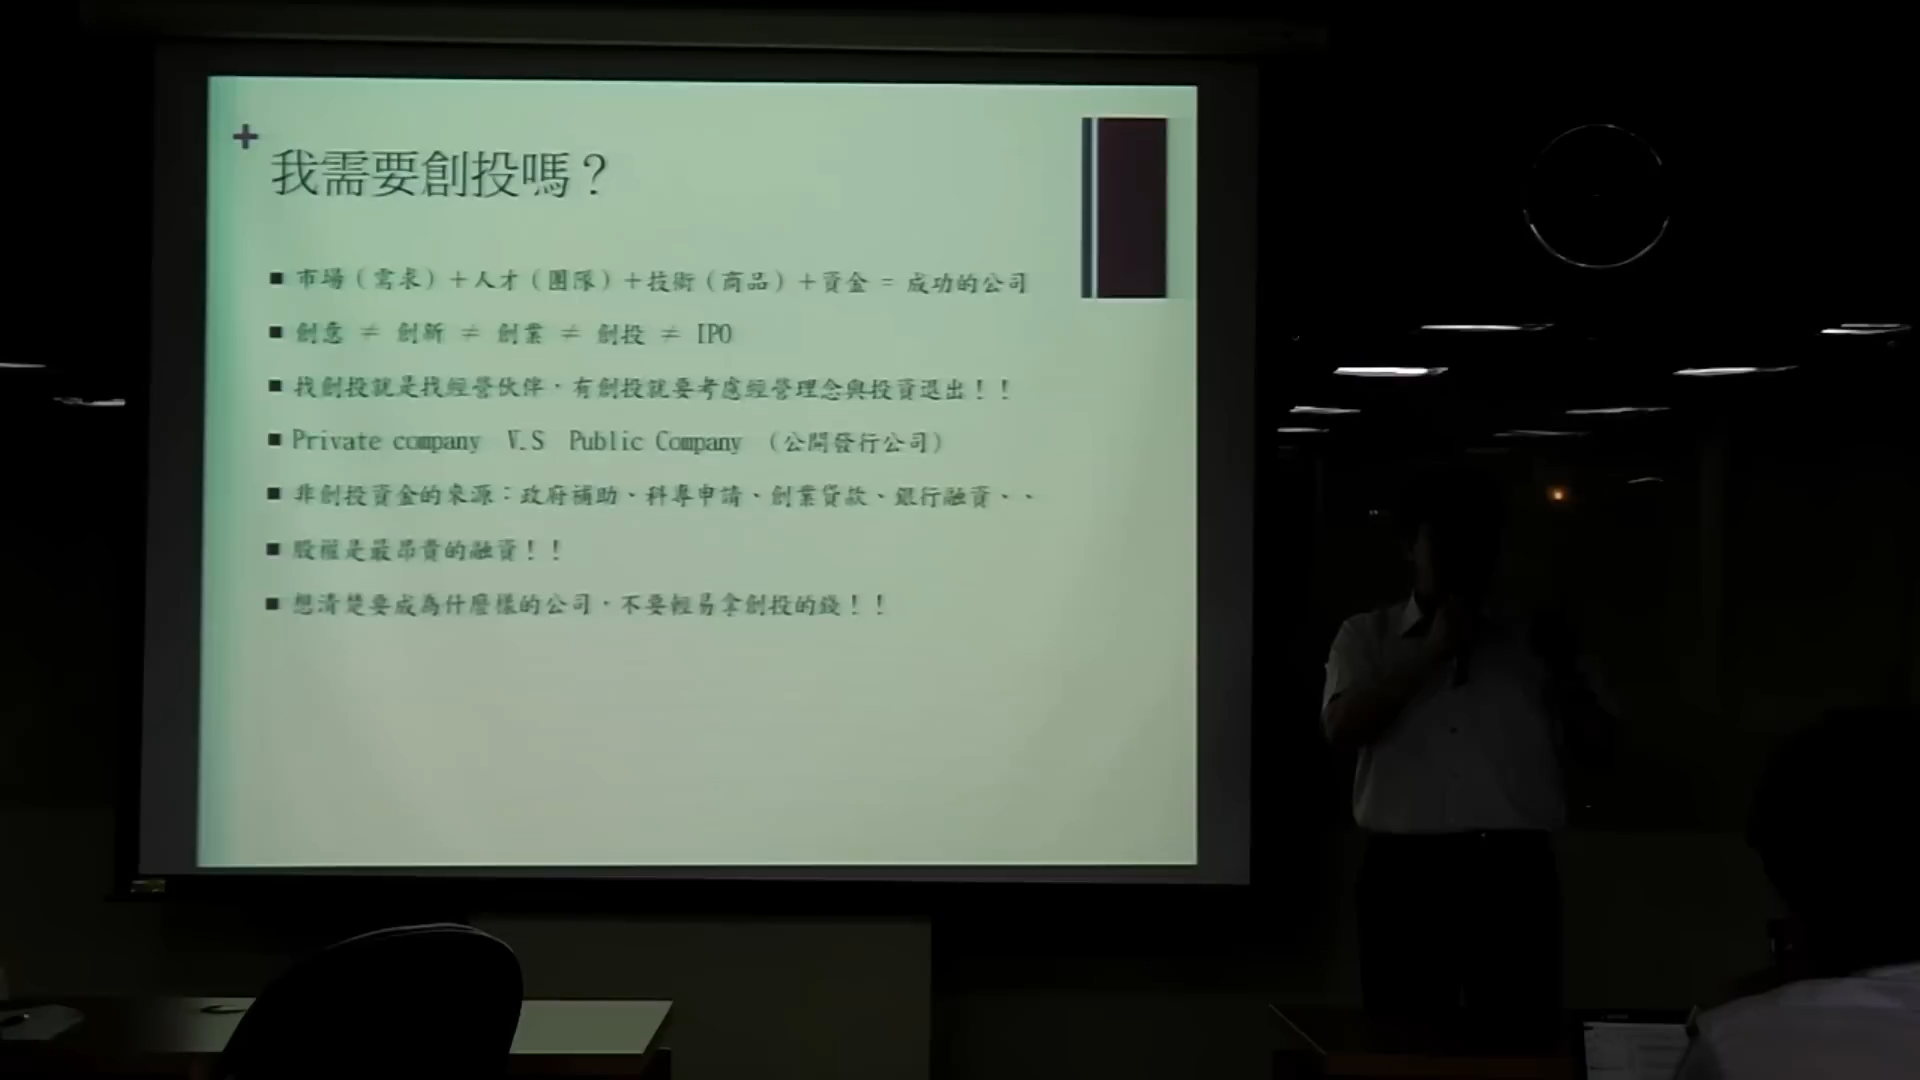 +
我需要創投嗎？
■ 市場（需求）＋人才（團隊）＋技術（商品）＋資金 = 成功的公司
■ 創意 ≠ 創新 ≠ 創業 ≠ 創投 ≠ IPO
■ 找創投就是找經營伙伴，有創投就要考慮經營理念與投資退出！！
■ Private company V.S Public Company （公開發行公司）
■ 非創投資金的來源：政府補助、科專申請、創業貸款、銀行融資、、
■ 股權是最昂貴的融資！！
■ 想清楚要成為什麼樣的公司，不要輕易拿創投的錢！！